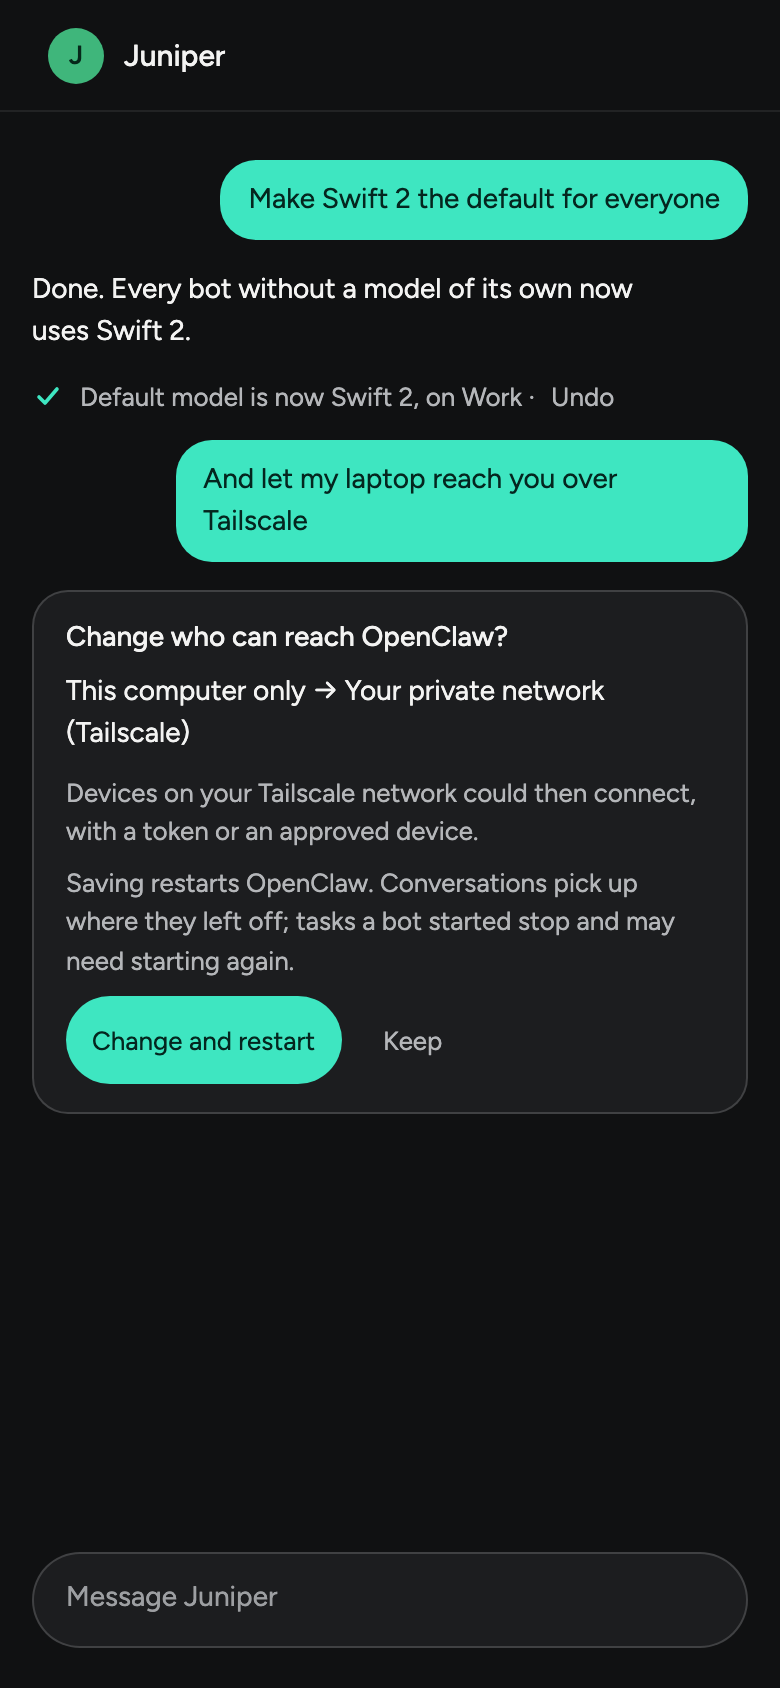 J
Juniper
Make Swift 2 the default for everyone
Done. Every bot without a model of its own now
uses Swift 2.
Default model is now Swift 2, on Work · Undo
And let my laptop reach you over
Tailscale
Change who can reach OpenClaw?
This computer only → Your private network
(Tailscale)
Devices on your Tailscale network could then connect,
with a token or an approved device.
Saving restarts OpenClaw. Conversations pick up
where they left off; tasks a bot started stop and may
need starting again.
Change and restart
Keep
Message Juniper